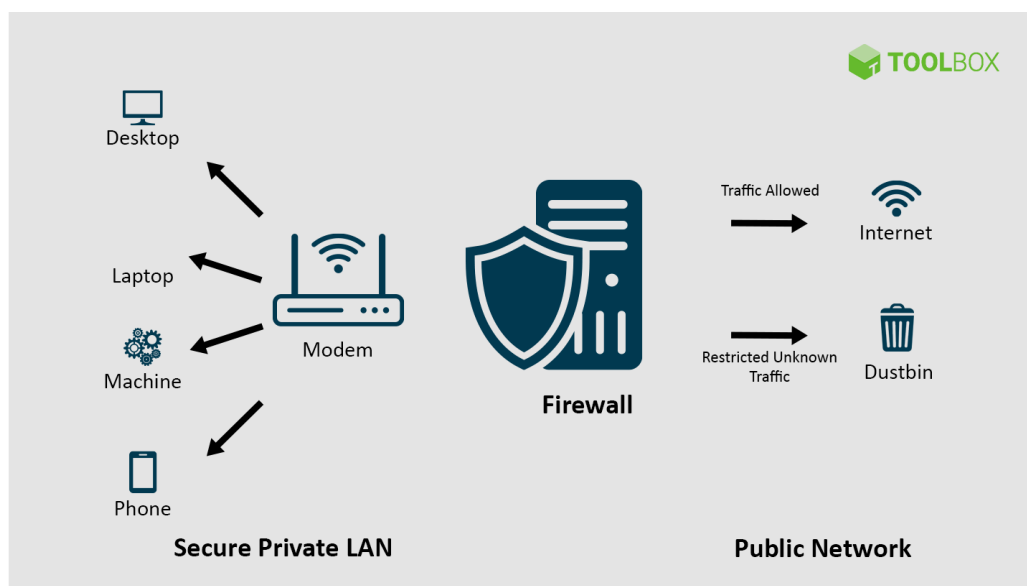 TOOLBOX
Desktop
Laptop
Machine
Phone
Modem
Secure Private LAN
Firewall
Traffic Allowed
Internet
Restricted Unknown
Traffic
Dustbin
Public Network